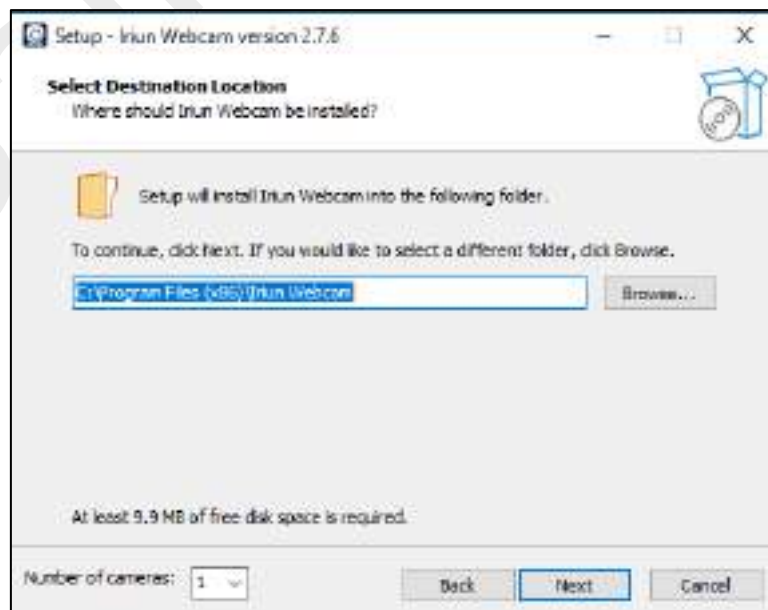 Setup - Iriun Webcam version 2.7.6
Select Destination Location
Where should Iriun Webcam be installed?
Setup will install Iriun Webcam into the following folder.
To continue, click Next. If you would like to select a different folder, click Browse.
C:\Program Files (x86)\Iriun Webcam
Browse...
At least 9.9 MB of free disk space is required.
Number of cameras: 1
Back
Next
Cancel